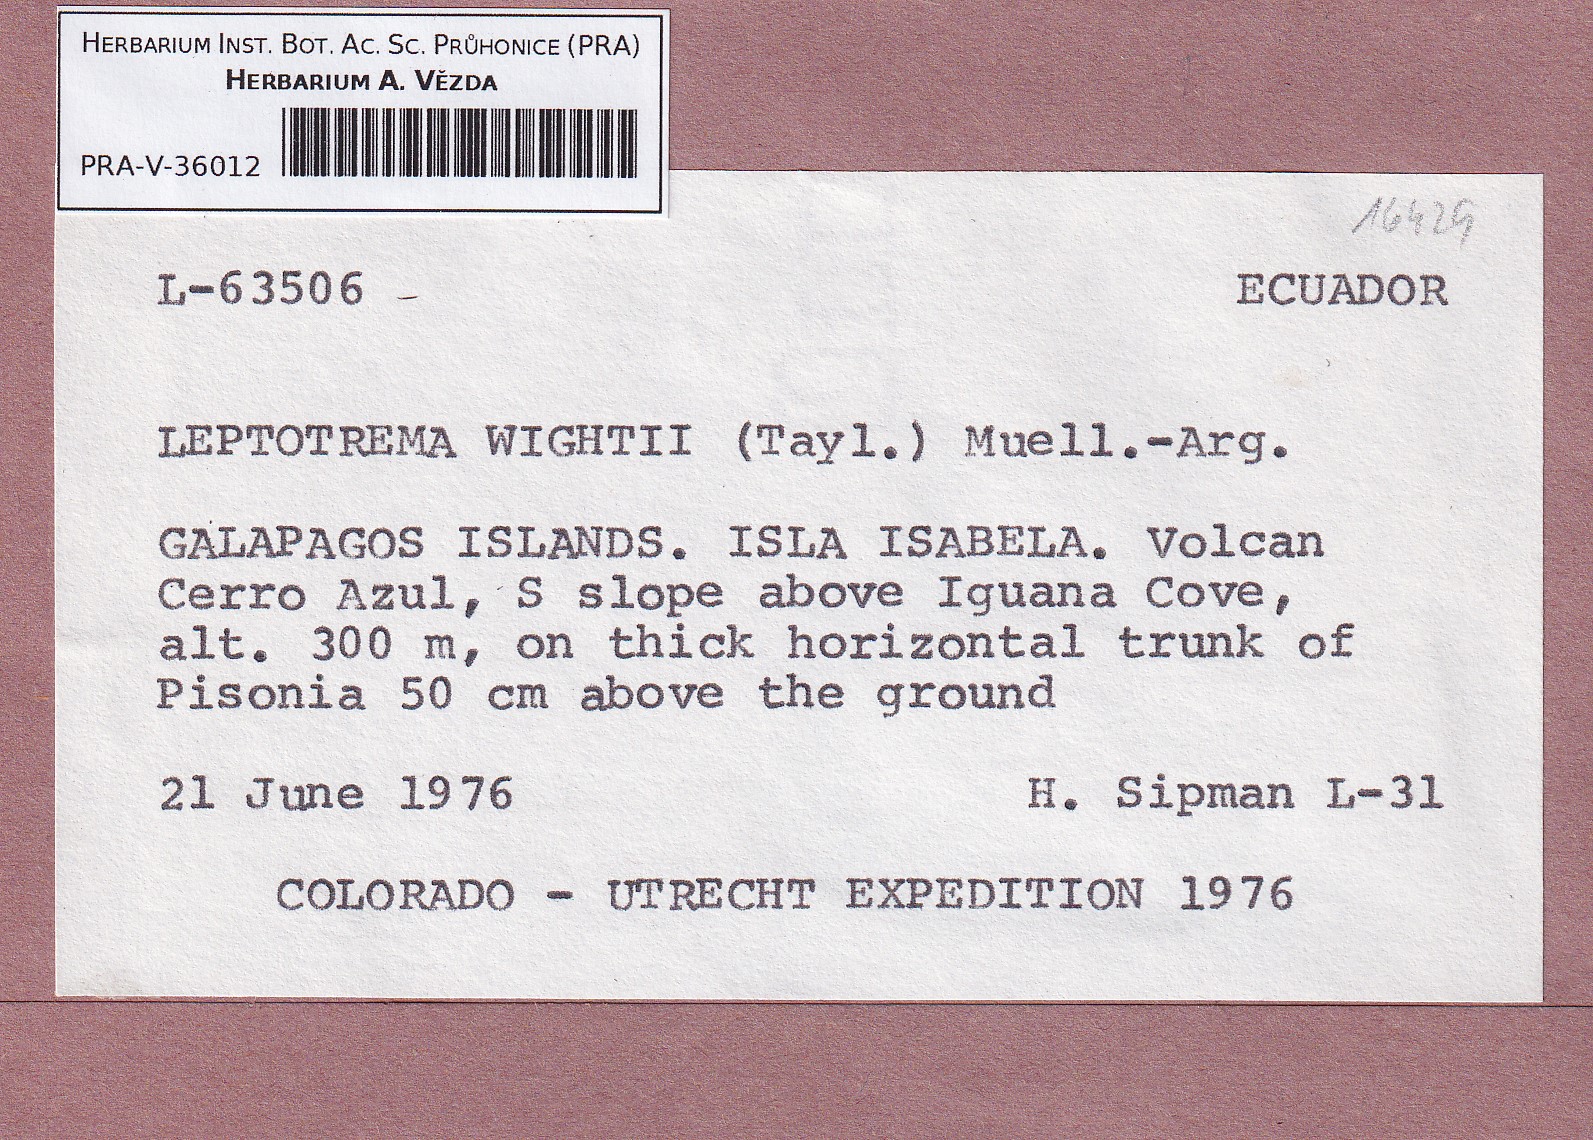 HERBARIUM INST. BOT. AC. SC. PRŮHONICE (PRA)
HERBARIUM A. VĚZDA
PRA-V-36012
16429
L-63506 ECUADOR
LEPTOTREMA WIGHTII (Tayl.) Muell.-Arg.
GALAPAGOS ISLANDS. ISLA ISABELA. Volcan
Cerro Azul, S slope above Iguana Cove,
alt. 300 m, on thick horizontal trunk of
Pisonia 50 cm above the ground
21 June 1976 H. Sipman L-31
COLORADO - UTRECHT EXPEDITION 1976